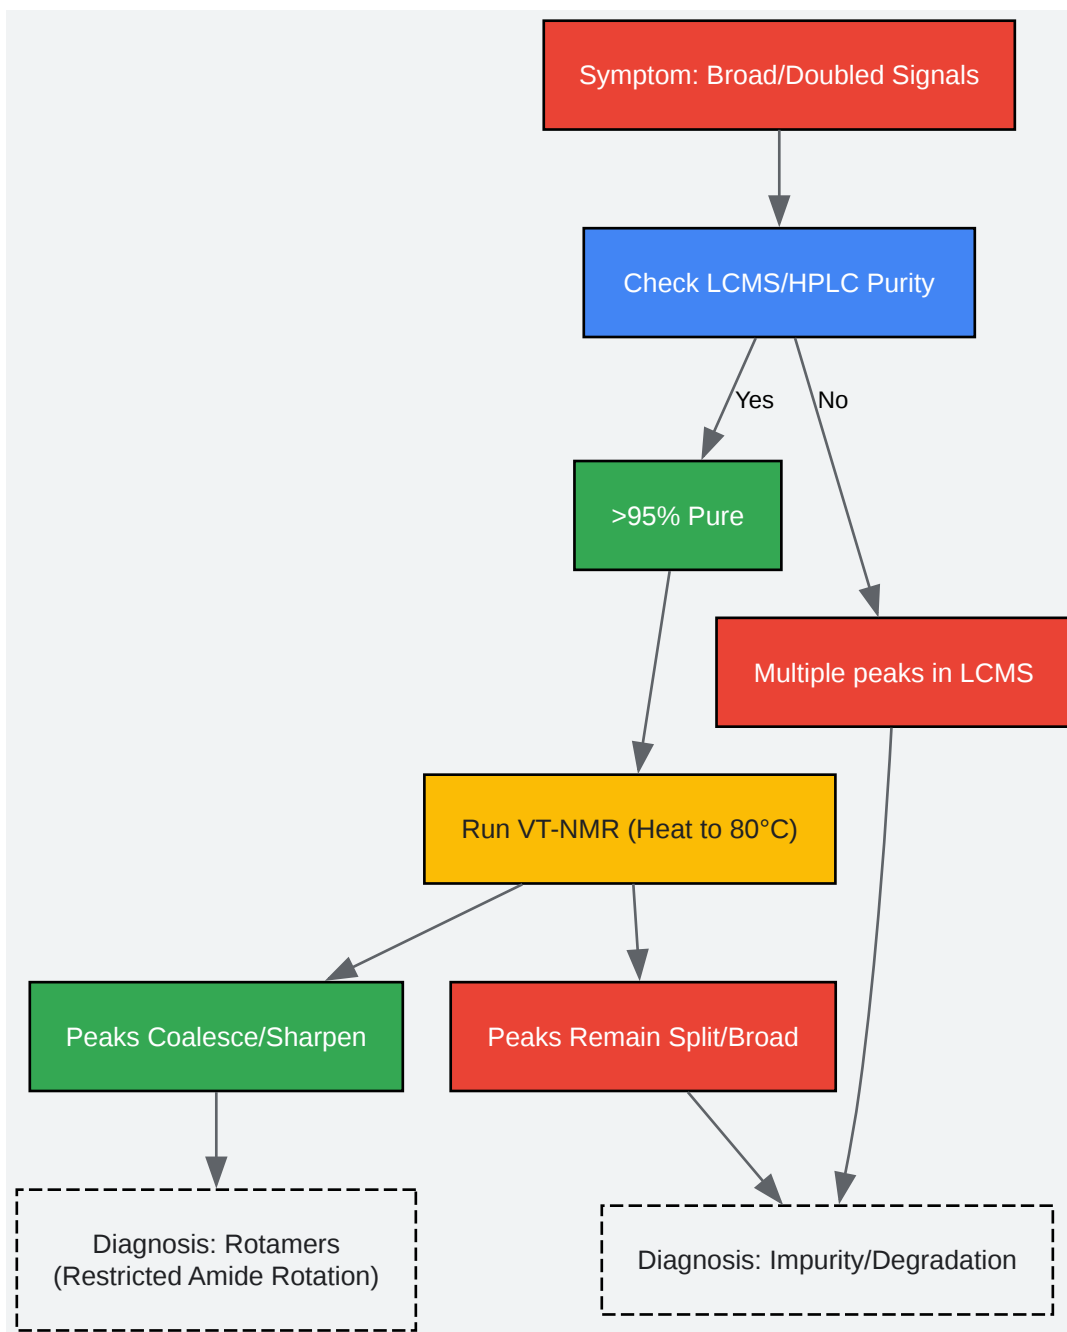 Symptom: Broad/Doubled Signals
Check LCMS/HPLC Purity
Yes
No
>95% Pure
Multiple peaks in LCMS
Run VT-NMR (Heat to 80°C)
Peaks Coalesce/Sharpen
Peaks Remain Split/Broad
Diagnosis: Rotamers
(Restricted Amide Rotation)
Diagnosis: Impurity/Degradation